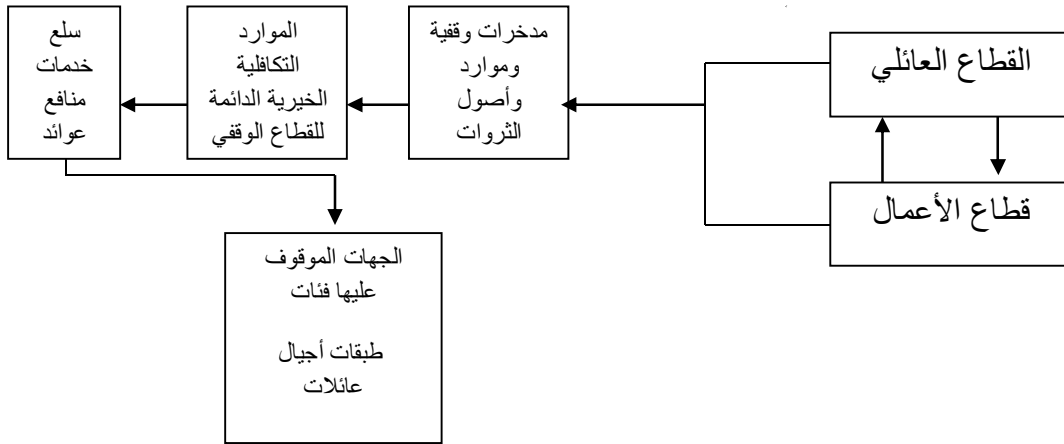 القطاع العائلي
قطاع الأعمال
مدخرات وقفية
وموارد
وأصول
الثروات
الموارد
التكافلية
الخيرية الدائمة
للقطاع الوقفي
سلع
خدمات
منافع
عوائد
الجهات الموقوف
عليها فئات
طبقات أجيال
عائلات